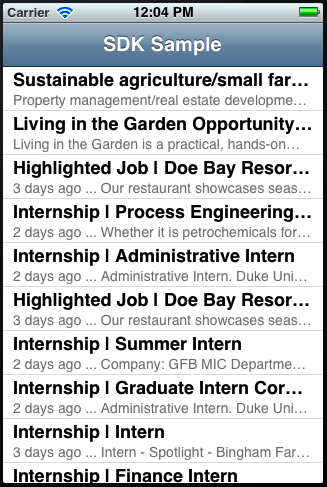 Carrier 12:04 PM
SDK Sample
Sustainable agriculture/small far...
Property management/real estate developme...
Living in the Garden Opportunity...
Living in the Garden is a practical, hands-on...
Highlighted Job | Doe Bay Resor...
3 days ago ... Our restaurant showcases seas...
Internship | Process Engineering...
2 days ago ... Whether it is petrochemicals for...
Internship | Administrative Intern
2 days ago ... Administrative Intern. Duke Uni...
Highlighted Job | Doe Bay Resor...
3 days ago ... Our restaurant showcases seas...
Internship | Summer Intern
2 days ago ... Company: GFB MIC Departme...
Internship | Graduate Intern Cor...
2 days ago ... Administrative Intern. Duke Uni...
Internship | Intern
3 days ago ... Intern - Spotlight - Bingham Far...
Internship | Finance Intern